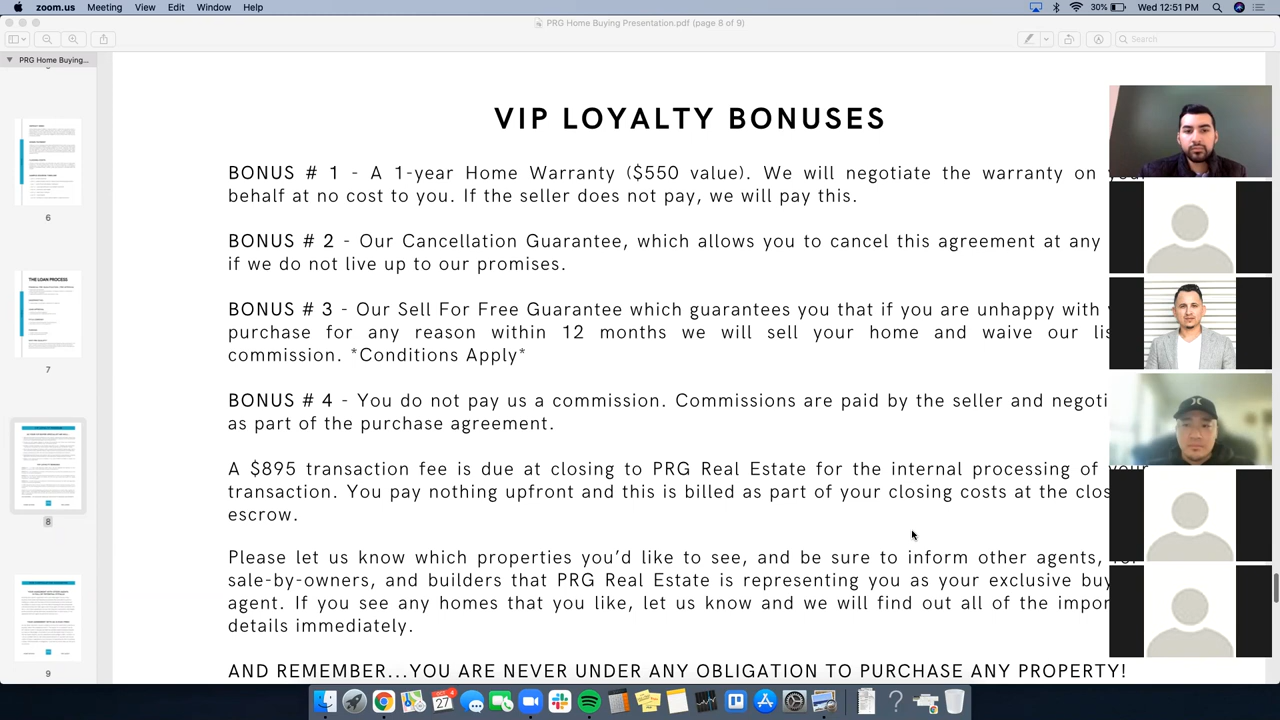 zoom.us Meeting View Edit Window Help 30% Wed 12:51 PM
PRG Home Buying Presentation.pdf (page 8 of 9)
Search
PRG Home Buying...
VIP LOYALTY BONUSES
BONUS # 1 - A 1-year Home Warranty ($550 value). We will negotiate the warranty on your
behalf at no cost to you. If the seller does not pay, we will pay this.
BONUS # 2 - Our Cancellation Guarantee, which allows you to cancel this agreement at any
if we do not live up to our promises.
BONUS # 3 - Our Sell For Free Guarantee which guarantees you that if you are unhappy with
purchase for any reason within 12 months we will sell your home and waive our
commission. *Conditions Apply*
BONUS # 4 - You do not pay us a commission. Commissions are paid by the seller and
as part of the purchase agreement.
A $895 transaction fee is due at closing to PRG Real Estate for the internal processing of your
transaction. You pay nothing upfront and this is billed as part of your closing costs at the
escrow.
Please let us know which properties you'd like to see and be sure to inform other agents, for
sale-by-owners, and builders that PRG Real Estate is representing you as your exclusive
agent. If you see any homes that you like, let us know and we will find out all of the
details immediately.
AND REMEMBER...YOU ARE NEVER UNDER ANY OBLIGATION TO PURCHASE ANY PROPERTY!
6
THE LOAN PROCESS
7
8
9